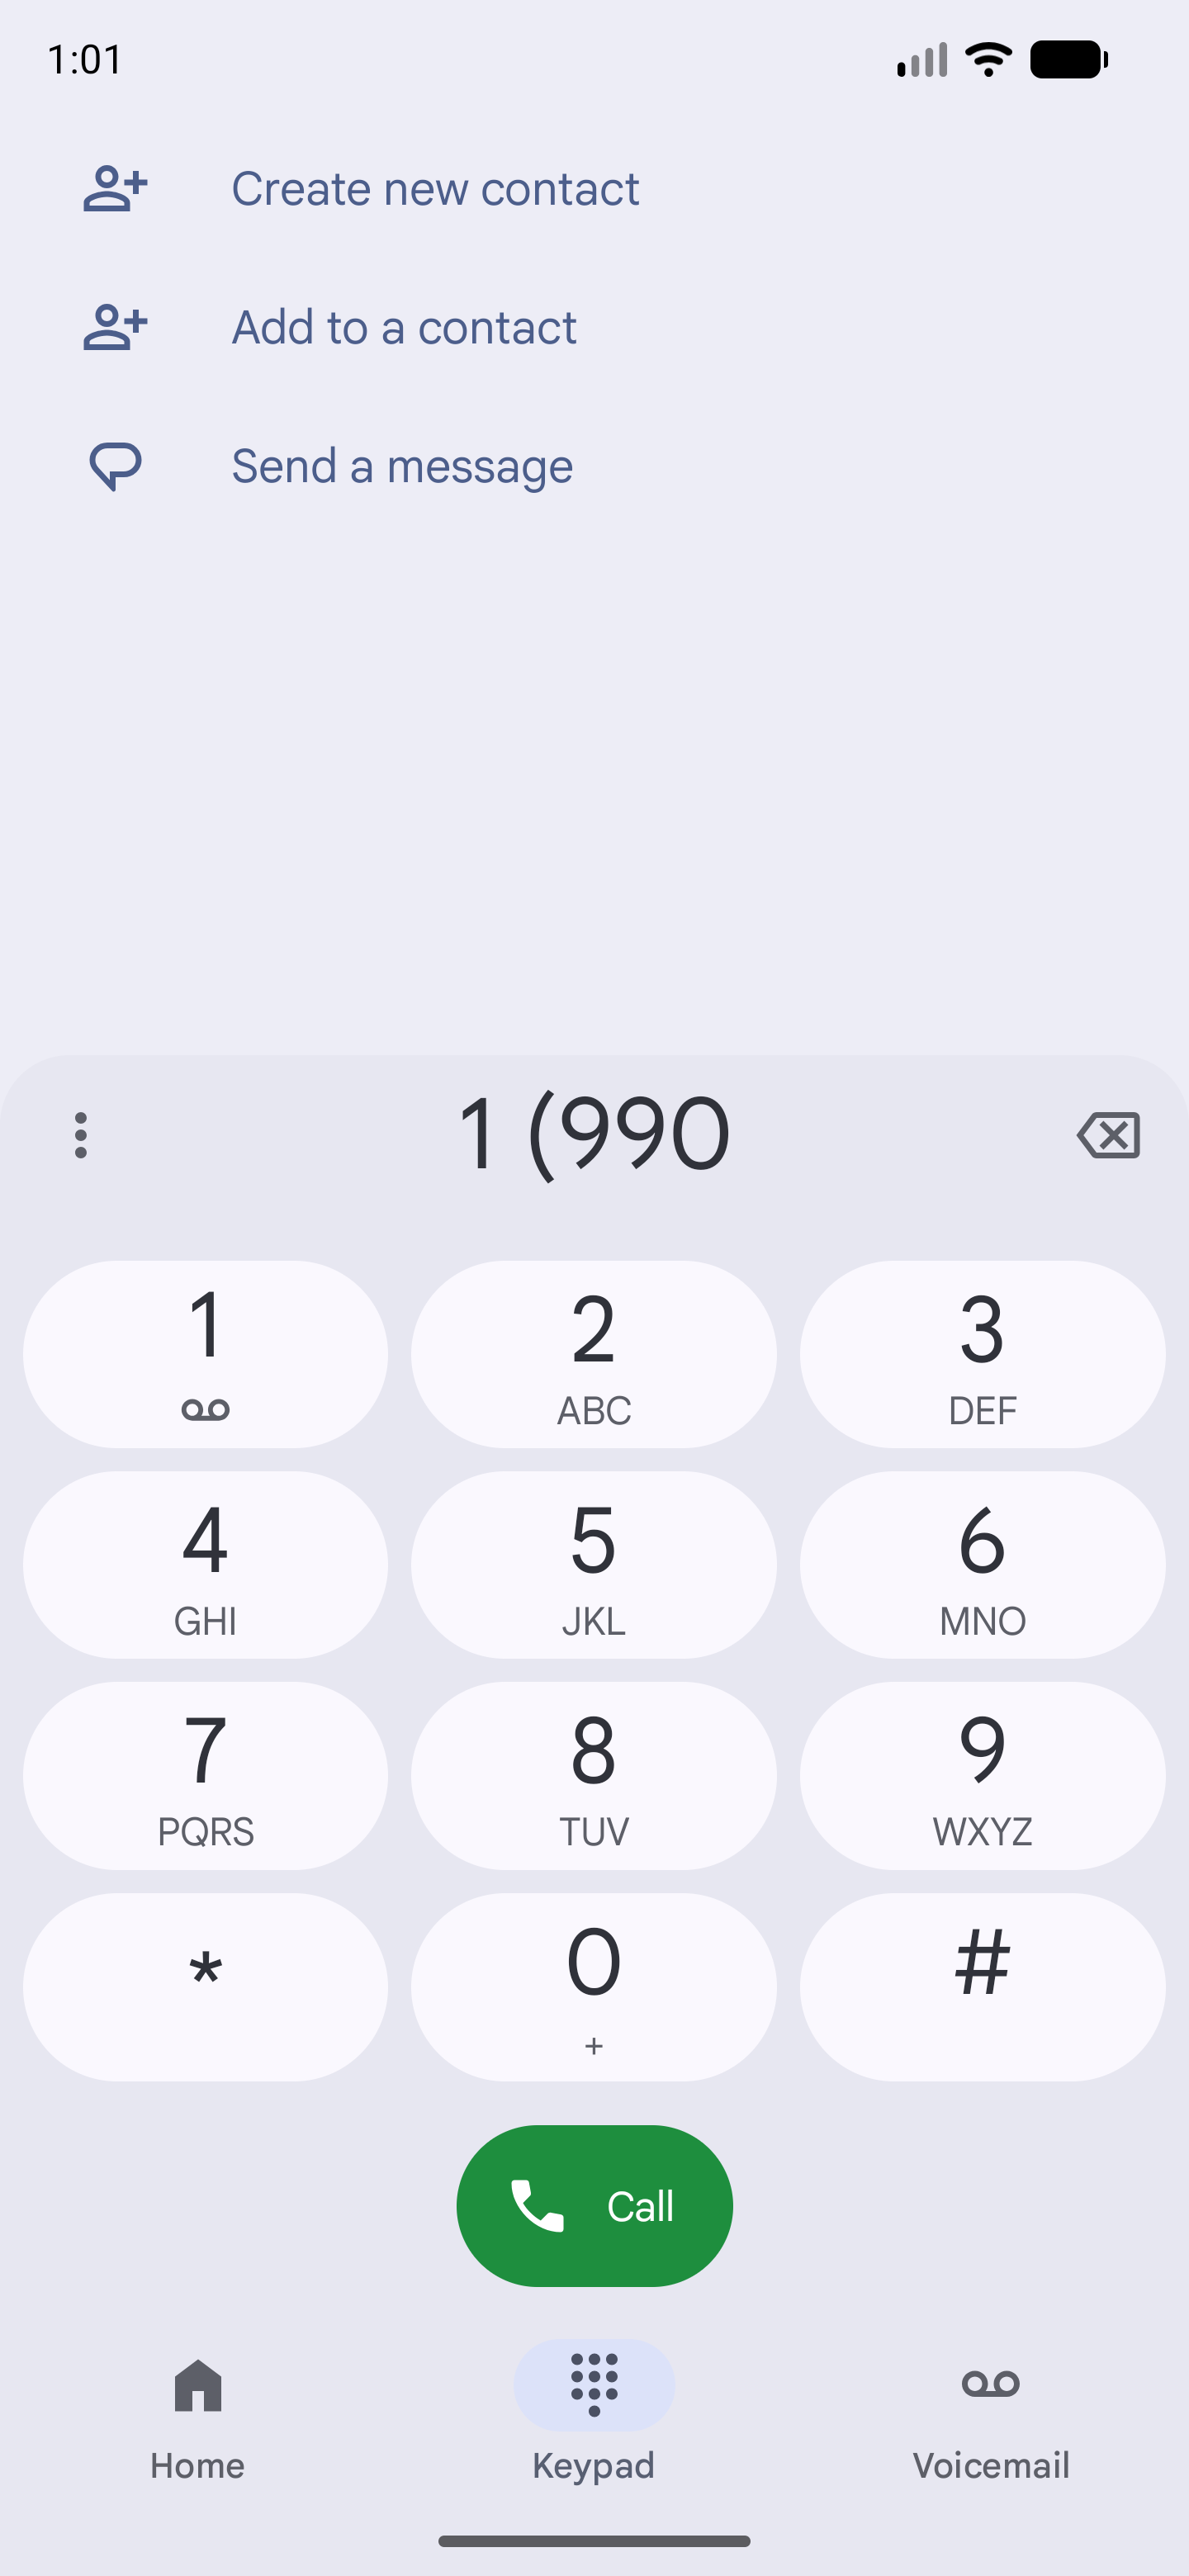 1:01
Create new contact
Add to a contact
Send a message
1 (990
1 2 3
ABC DEF
4 5 6
GHI JKL MNO
7 8 9
PQRS TUV WXYZ
* 0 #
+
Call
Home Keypad Voicemail